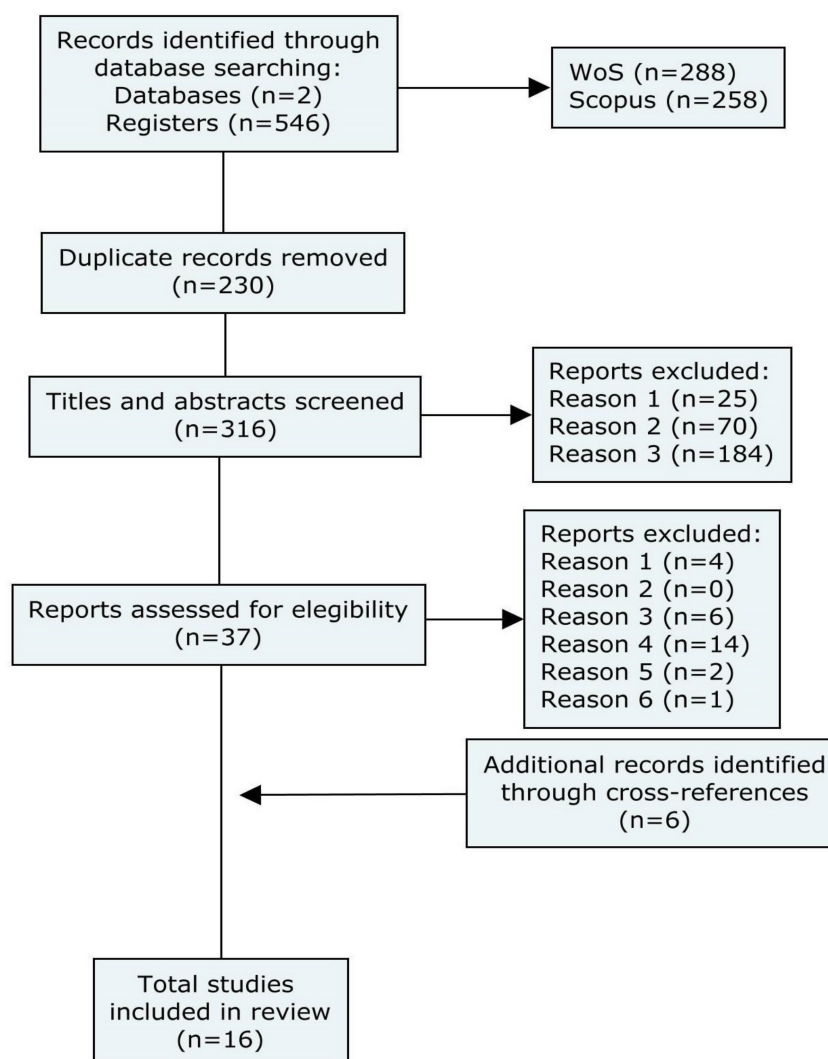 Records identified through
database searching:
Databases (n=2)
Registers (n=546)
WoS (n=288)
Scopus (n=258)
Duplicate records removed
(n=230)
Titles and abstracts screened
(n=316)
Reports excluded:
Reason 1 (n=25)
Reason 2 (n=70)
Reason 3 (n=184)
Reports assessed for elegibility
(n=37)
Reports excluded:
Reason 1 (n=4)
Reason 2 (n=0)
Reason 3 (n=6)
Reason 4 (n=14)
Reason 5 (n=2)
Reason 6 (n=1)
Additional records identified
through cross-references
(n=6)
Total studies
included in review
(n=16)